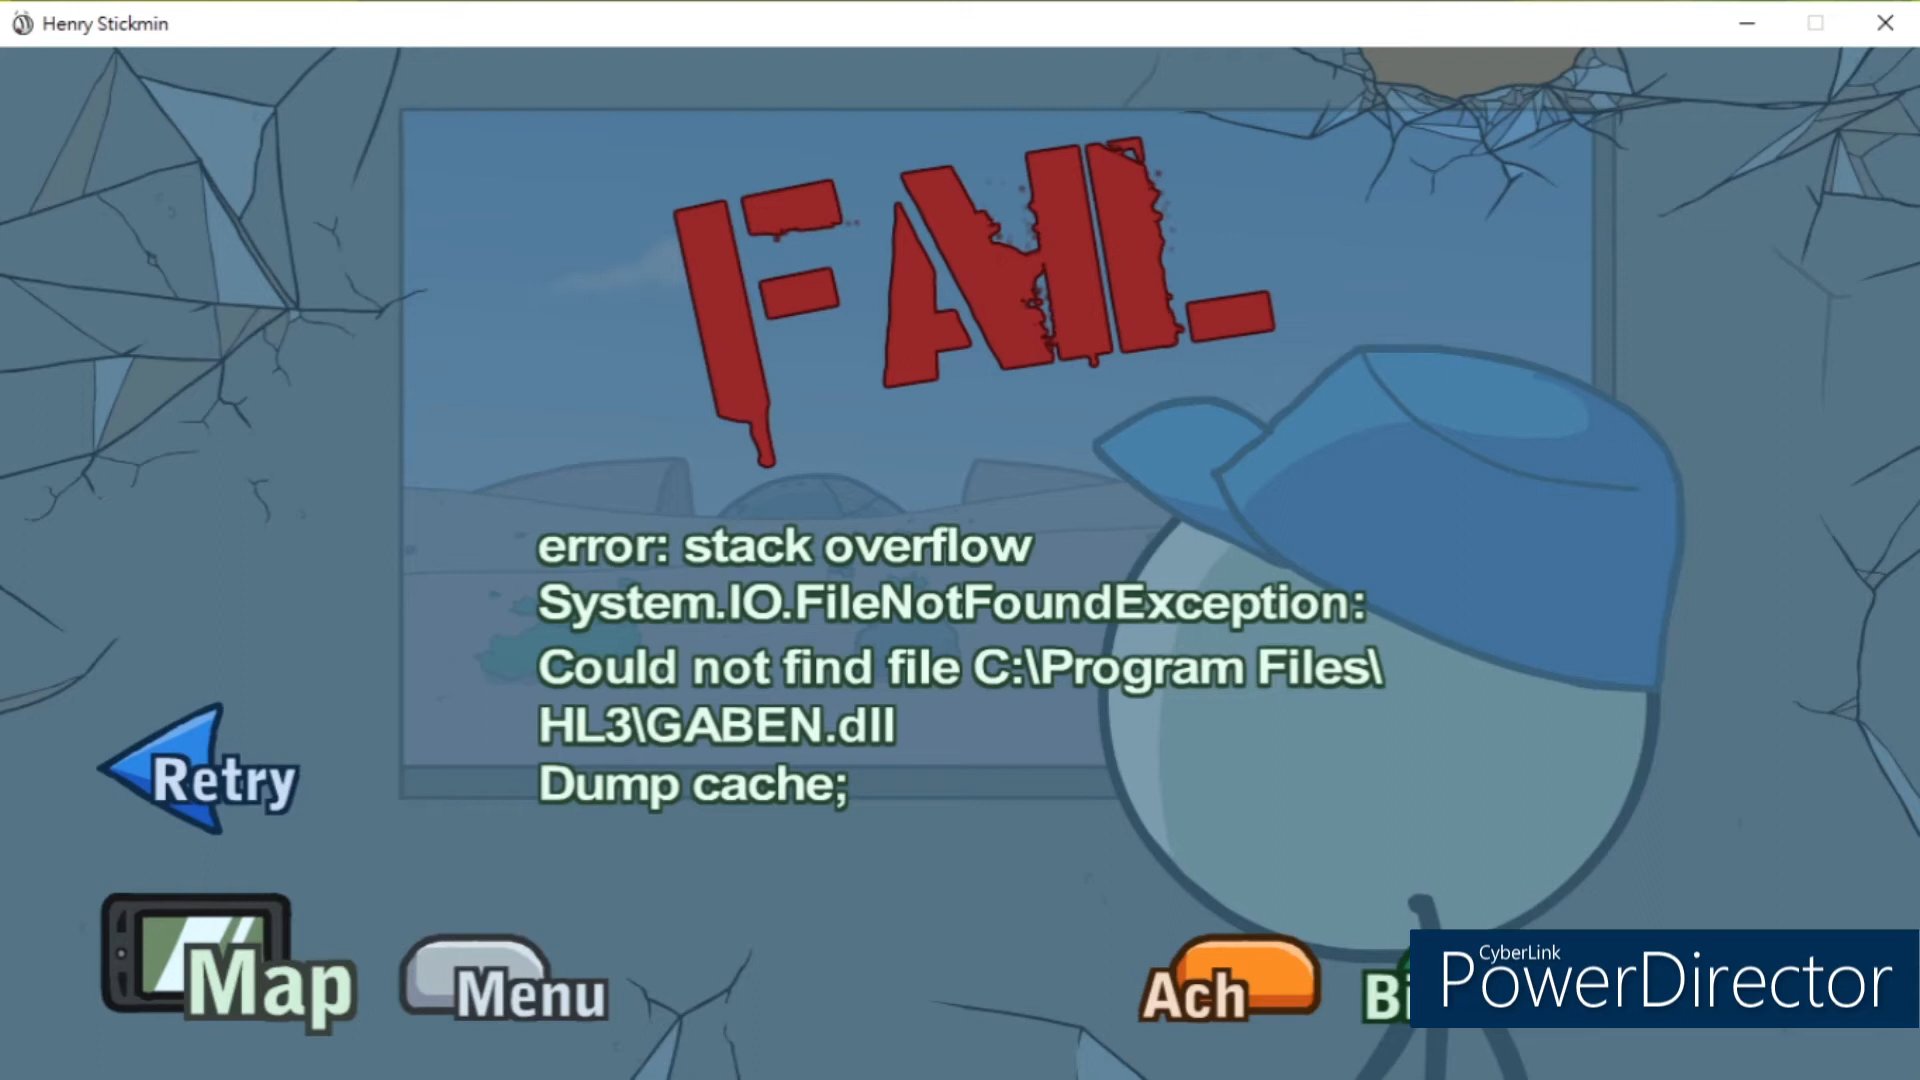 Henry Stickmin
FAIL
error: stack overflow
System.IO.FileNotFoundException:
Could not find file C:\Program Files\
HL3\GABEN.dll
Dump cache;
Retry
Map
Menu
Ach
CyberLink
PowerDirector